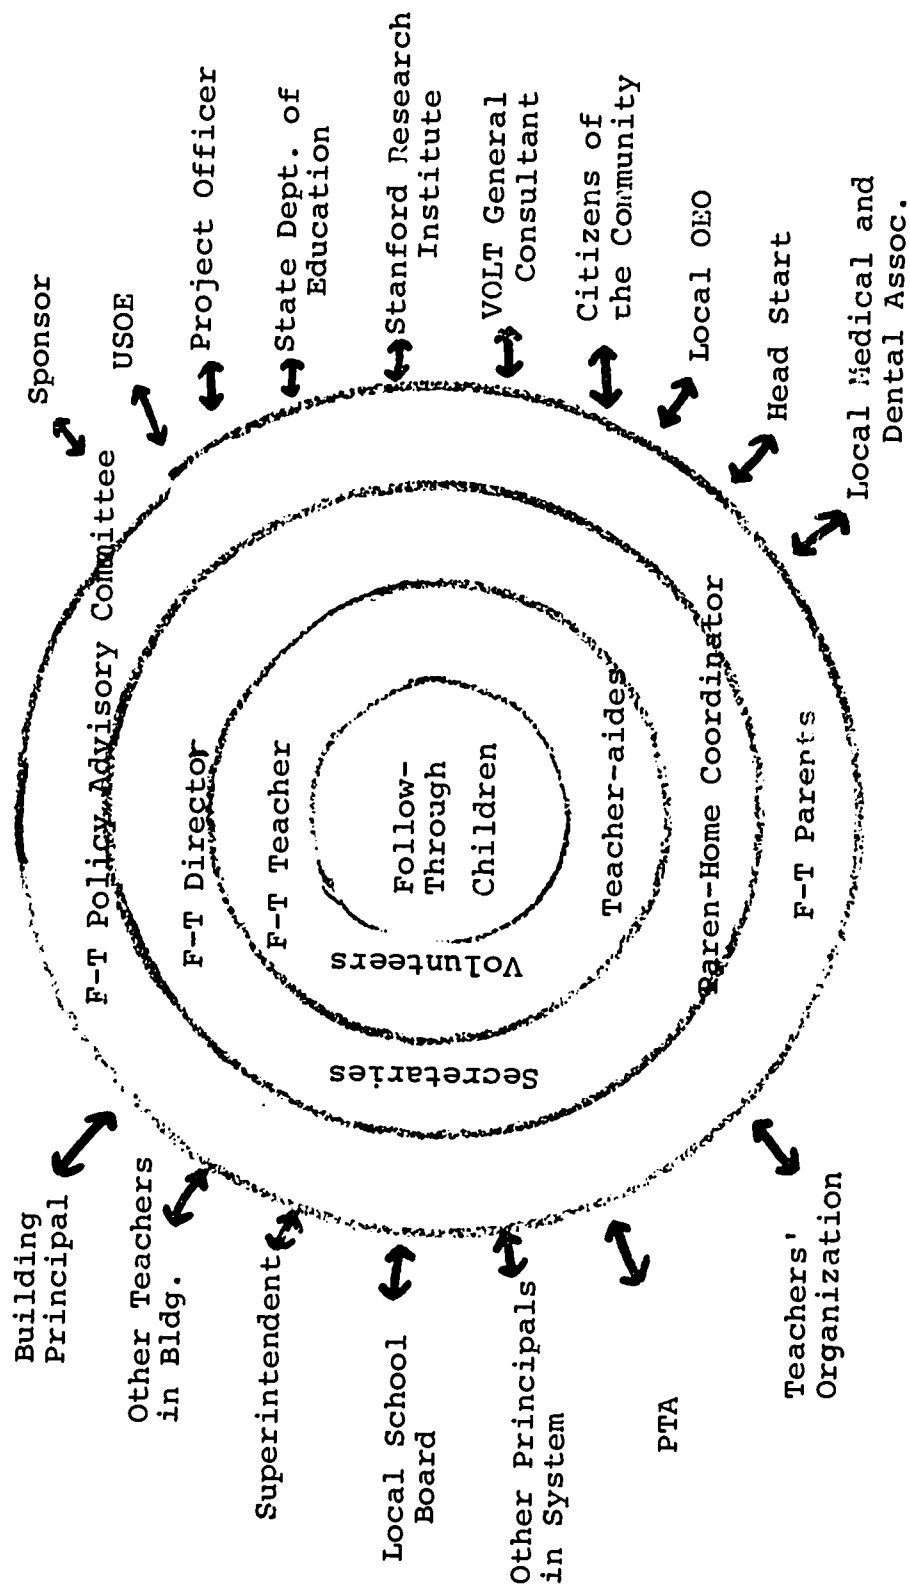 Building
Principal
Other Teachers
in Bldg.
Superintendent
Local School
Board
Other Principals
in System
PTA
Teachers'
Organization
F-T Policy Advisory Committee
F-T Director
F-T Teacher
Follow-
Through
Children
Volunteers
Secretaries
Teacher-aides
Paren-Home Coordinator
F-T Parents
Sponsor
USOE
Project Officer
State Dept. of
Education
Stanford Research
Institute
VOLT General
Consultant
Citizens of
the Community
Local OEO
Head Start
Local Medical and
Dental Assoc.